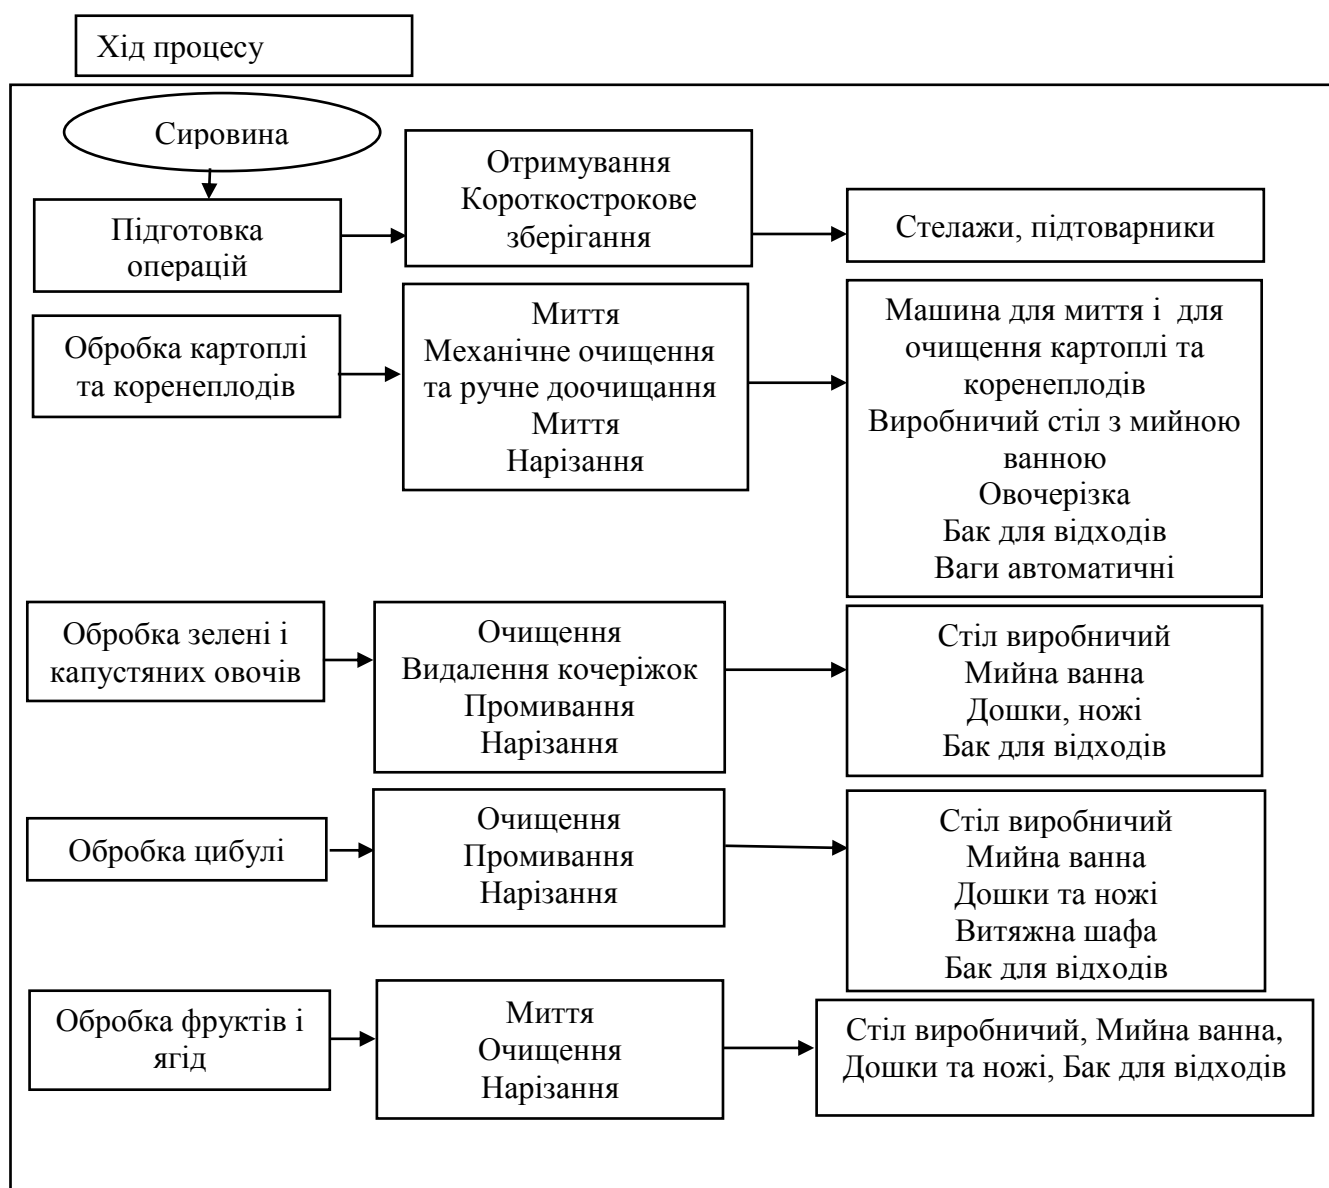 Хід процесу
Сировина
Підготовка
операцій
Отримування
Короткострокове
зберігання
Стелажи, підтоварники
Обробка картоплі
та коренеплодів
Миття
Механічне очищення
та ручне доочищання
Миття
Нарізання
Машина для миття і для
очищення картоплі та
коренеплодів
Виробничий стіл з мийною
ванною
Овочерізка
Бак для відходів
Ваги автоматичні
Обробка зелені і
капустяних овочів
Очищення
Видалення кочеріжок
Промивання
Нарізання
Стіл виробничий
Мийна ванна
Дошки, ножі
Бак для відходів
Обробка цибулі
Очищення
Промивання
Нарізання
Стіл виробничий
Мийна ванна
Дошки та ножі
Витяжна шафа
Бак для відходів
Обробка фруктів і
ягід
Миття
Очищення
Нарізання
Стіл виробничий, Мийна ванна,
Дошки та ножі, Бак для відходів